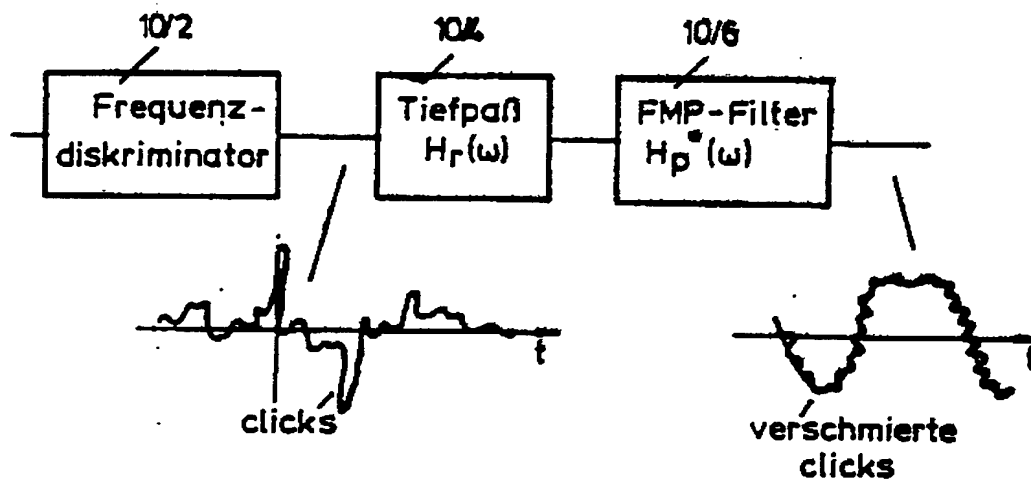 10/2
10/4
10/6
Frequenz-
diskriminator
Tiefpaß
Hr(ω)
FMP-Filter
Hp*(ω)
t
clicks
verschmierte
clicks